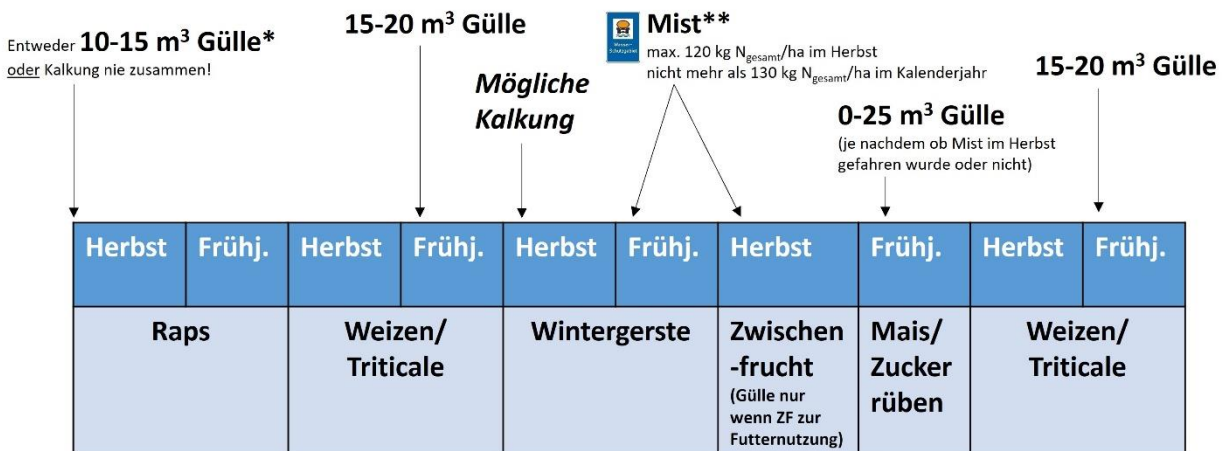 Entweder 10-15 m³ Gülle*
oder Kalkung nie zusammen!
15-20 m³ Gülle
Mögliche
Kalkung
Wasser-
Schutzgebiet
Mist**
max. 120 kg Ngesamt/ha im Herbst
nicht mehr als 130 kg Ngesamt/ha im Kalenderjahr
0-25 m³ Gülle
(je nachdem ob Mist im Herbst
gefahren wurde oder nicht)
15-20 m³ Gülle
Herbst Frühj. Herbst Frühj. Herbst Frühj. Herbst Frühj. Herbst Frühj.
Raps
Weizen/
Triticale
Wintergerste
Zwischen
-frucht
(Gülle nur
wenn ZF zur
Futternutzung)
Mais/
Zucker
rüben
Weizen/
Triticale